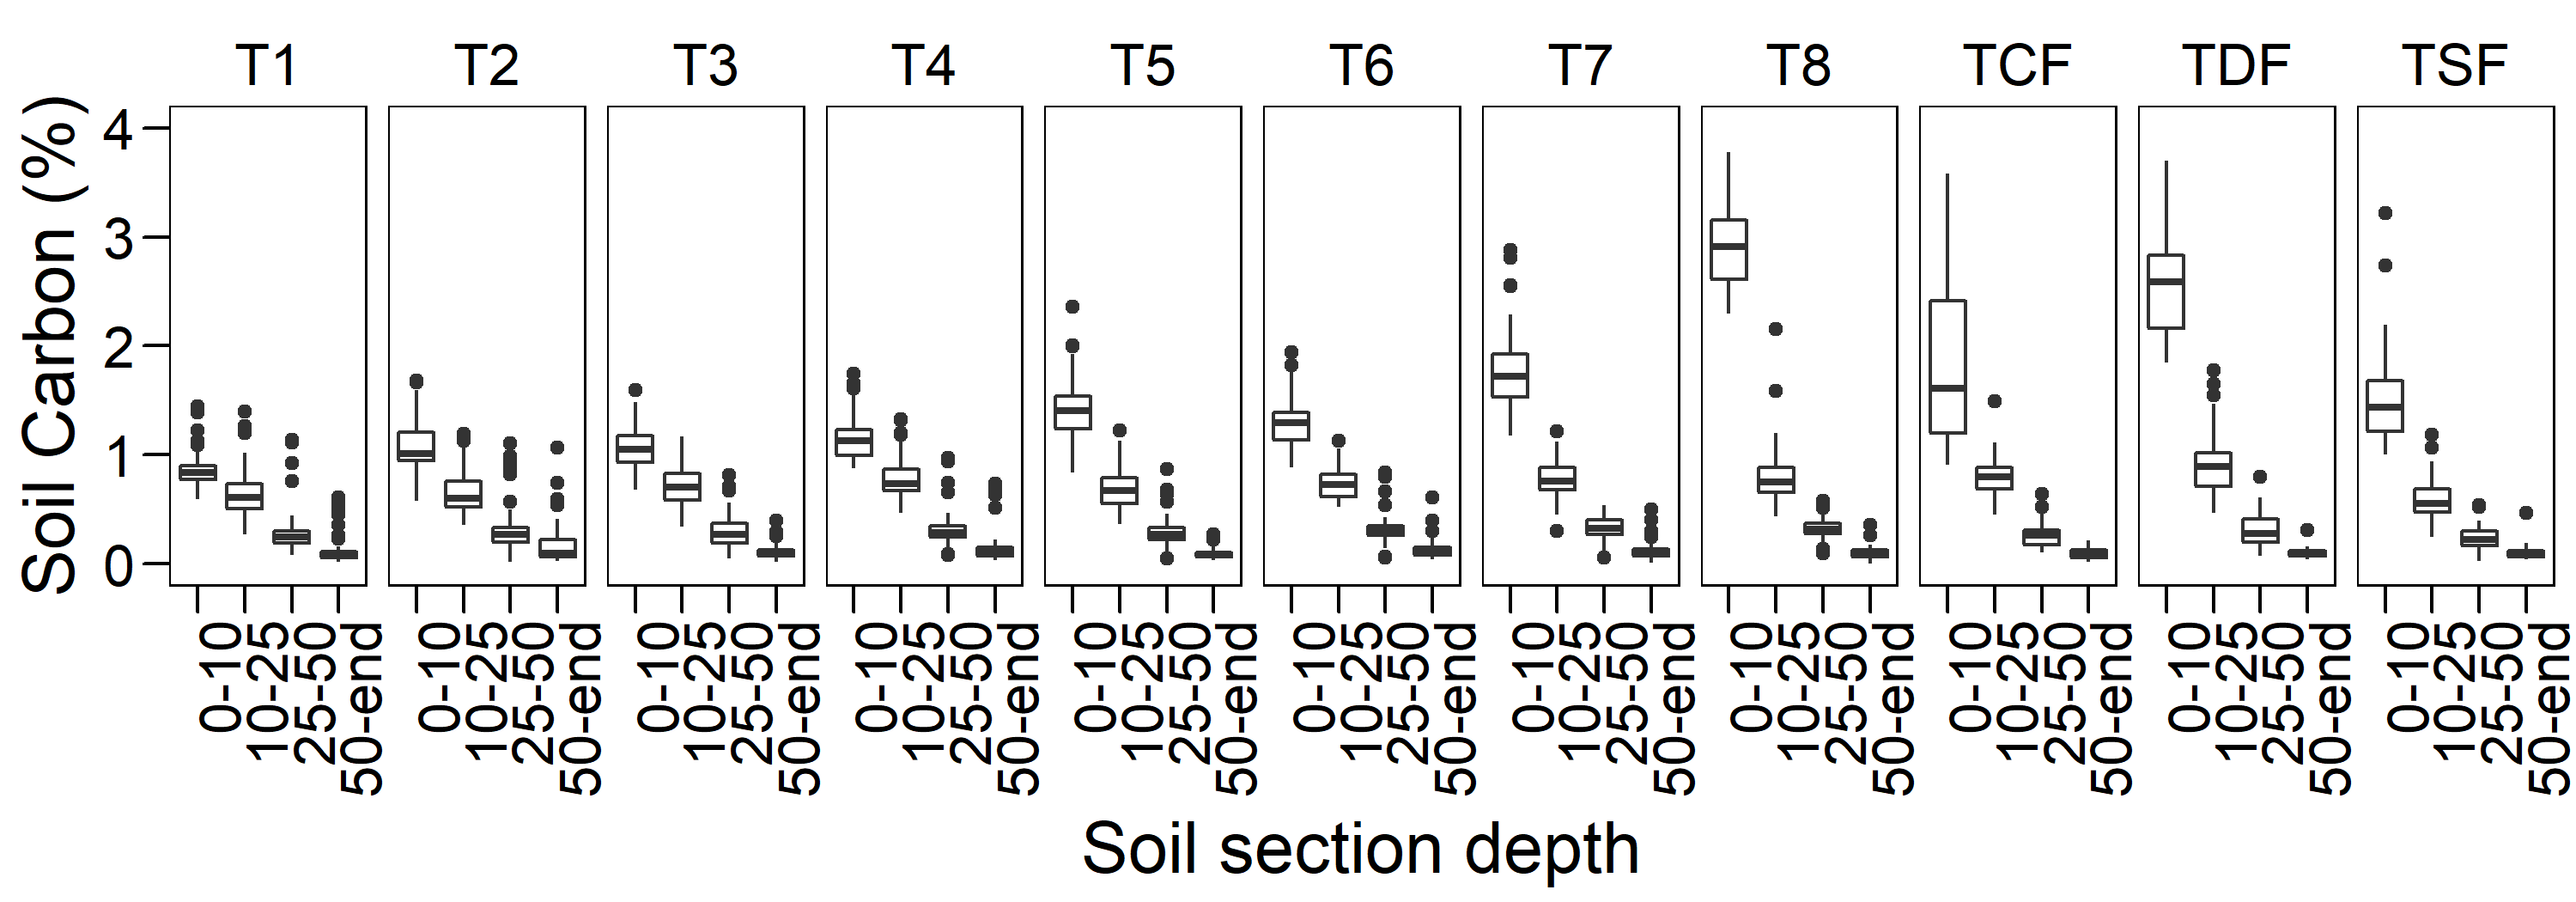 T1 T2 T3 T4 T5 T6 T7 T8 TCF TDF TSF
Soil Carbon (%)
4
3
2
1
0
0-10 10-25 25-50 50-end 0-10 10-25 25-50 50-end 0-10 10-25 25-50 50-end 0-10 10-25 25-50 50-end 0-10 10-25 25-50 50-end 0-10 10-25 25-50 50-end 0-10 10-25 25-50 50-end 0-10 10-25 25-50 50-end 0-10 10-25 25-50 50-end 0-10 10-25 25-50 50-end 0-10 10-25 25-50 50-end
Soil section depth